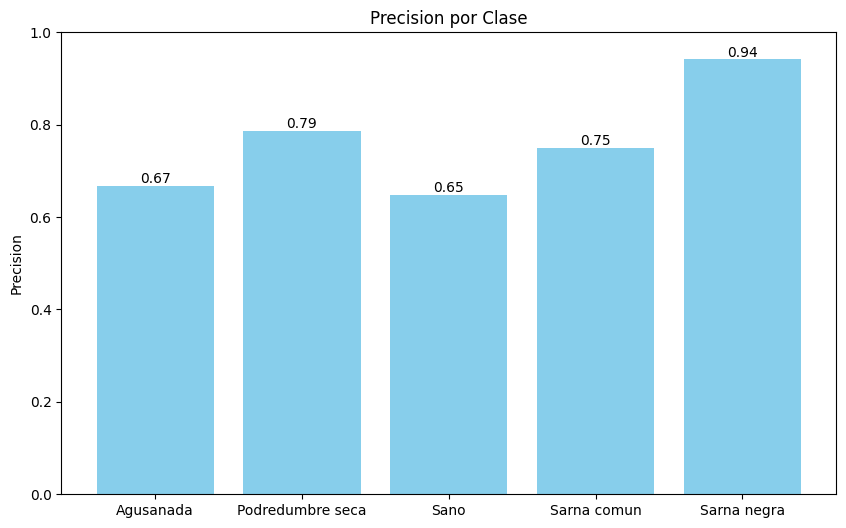 Precision por Clase
Precision
1.0
0.8
0.6
0.4
0.2
0.0
0.67
0.79
0.65
0.75
0.94
Agusanada
Podredumbre seca
Sano
Sarna comun
Sarna negra